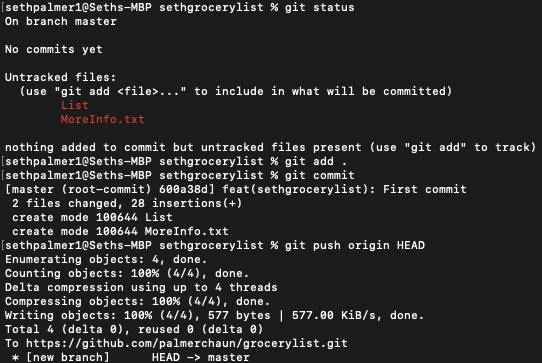 [sethpalmer1@Seths-MBP sethgrocerylist % git status
On branch master
No commits yet
Untracked files:
(use "git add <file>..." to include in what will be committed)
List
MoreInfo.txt
nothing added to commit but untracked files present (use "git add" to track)
[sethpalmer1@Seths-MBP sethgrocerylist % git add .
[sethpalmer1@Seths-MBP sethgrocerylist % git commit
[master (root-commit) 600a38d] feat(sethgrocerylist): First commit
2 files changed, 28 insertions(+)
create mode 100644 List
create mode 100644 MoreInfo.txt
[sethpalmer1@Seths-MBP sethgrocerylist % git push origin HEAD
Enumerating objects: 4, done.
Counting objects: 100% (4/4), done.
Delta compression using up to 4 threads
Compressing objects: 100% (4/4), done.
Writing objects: 100% (4/4), 577 bytes | 577.00 KiB/s, done.
Total 4 (delta 0), reused 0 (delta 0)
To https://github.com/palmerchaun/grocerylist.git
* [new branch] HEAD -> master